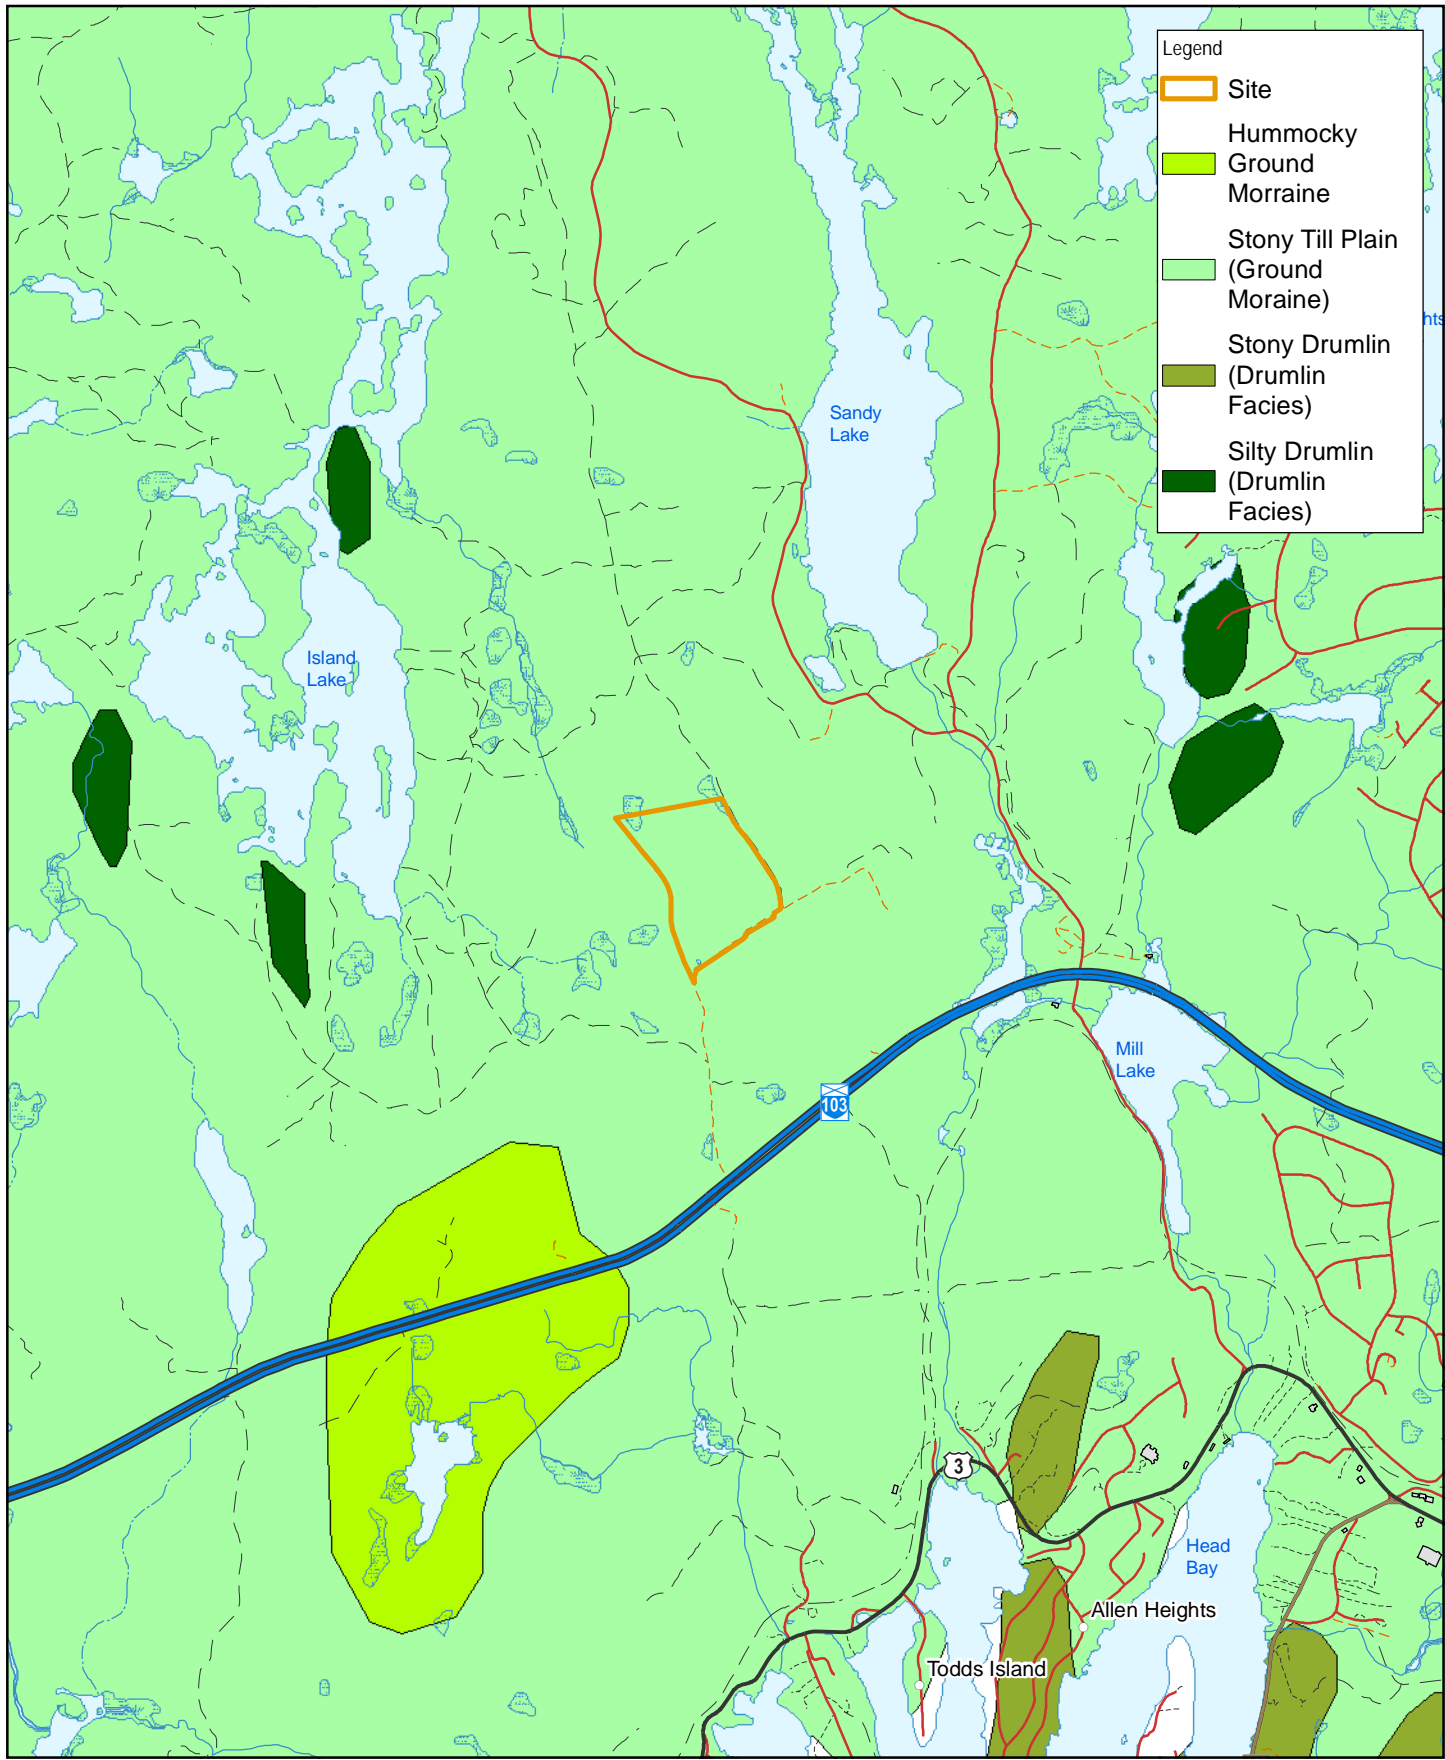 Legend
Site
Hummocky
Ground
Morraine
Stony Till Plain
(Ground
Moraine)
Stony Drumlin
(Drumlin
Facies)
Silty Drumlin
(Drumlin
Facies)
hts
Sandy
Lake
Island
Lake
Mill
Lake
103
3
Head
Bay
Allen Heights
Todds Island